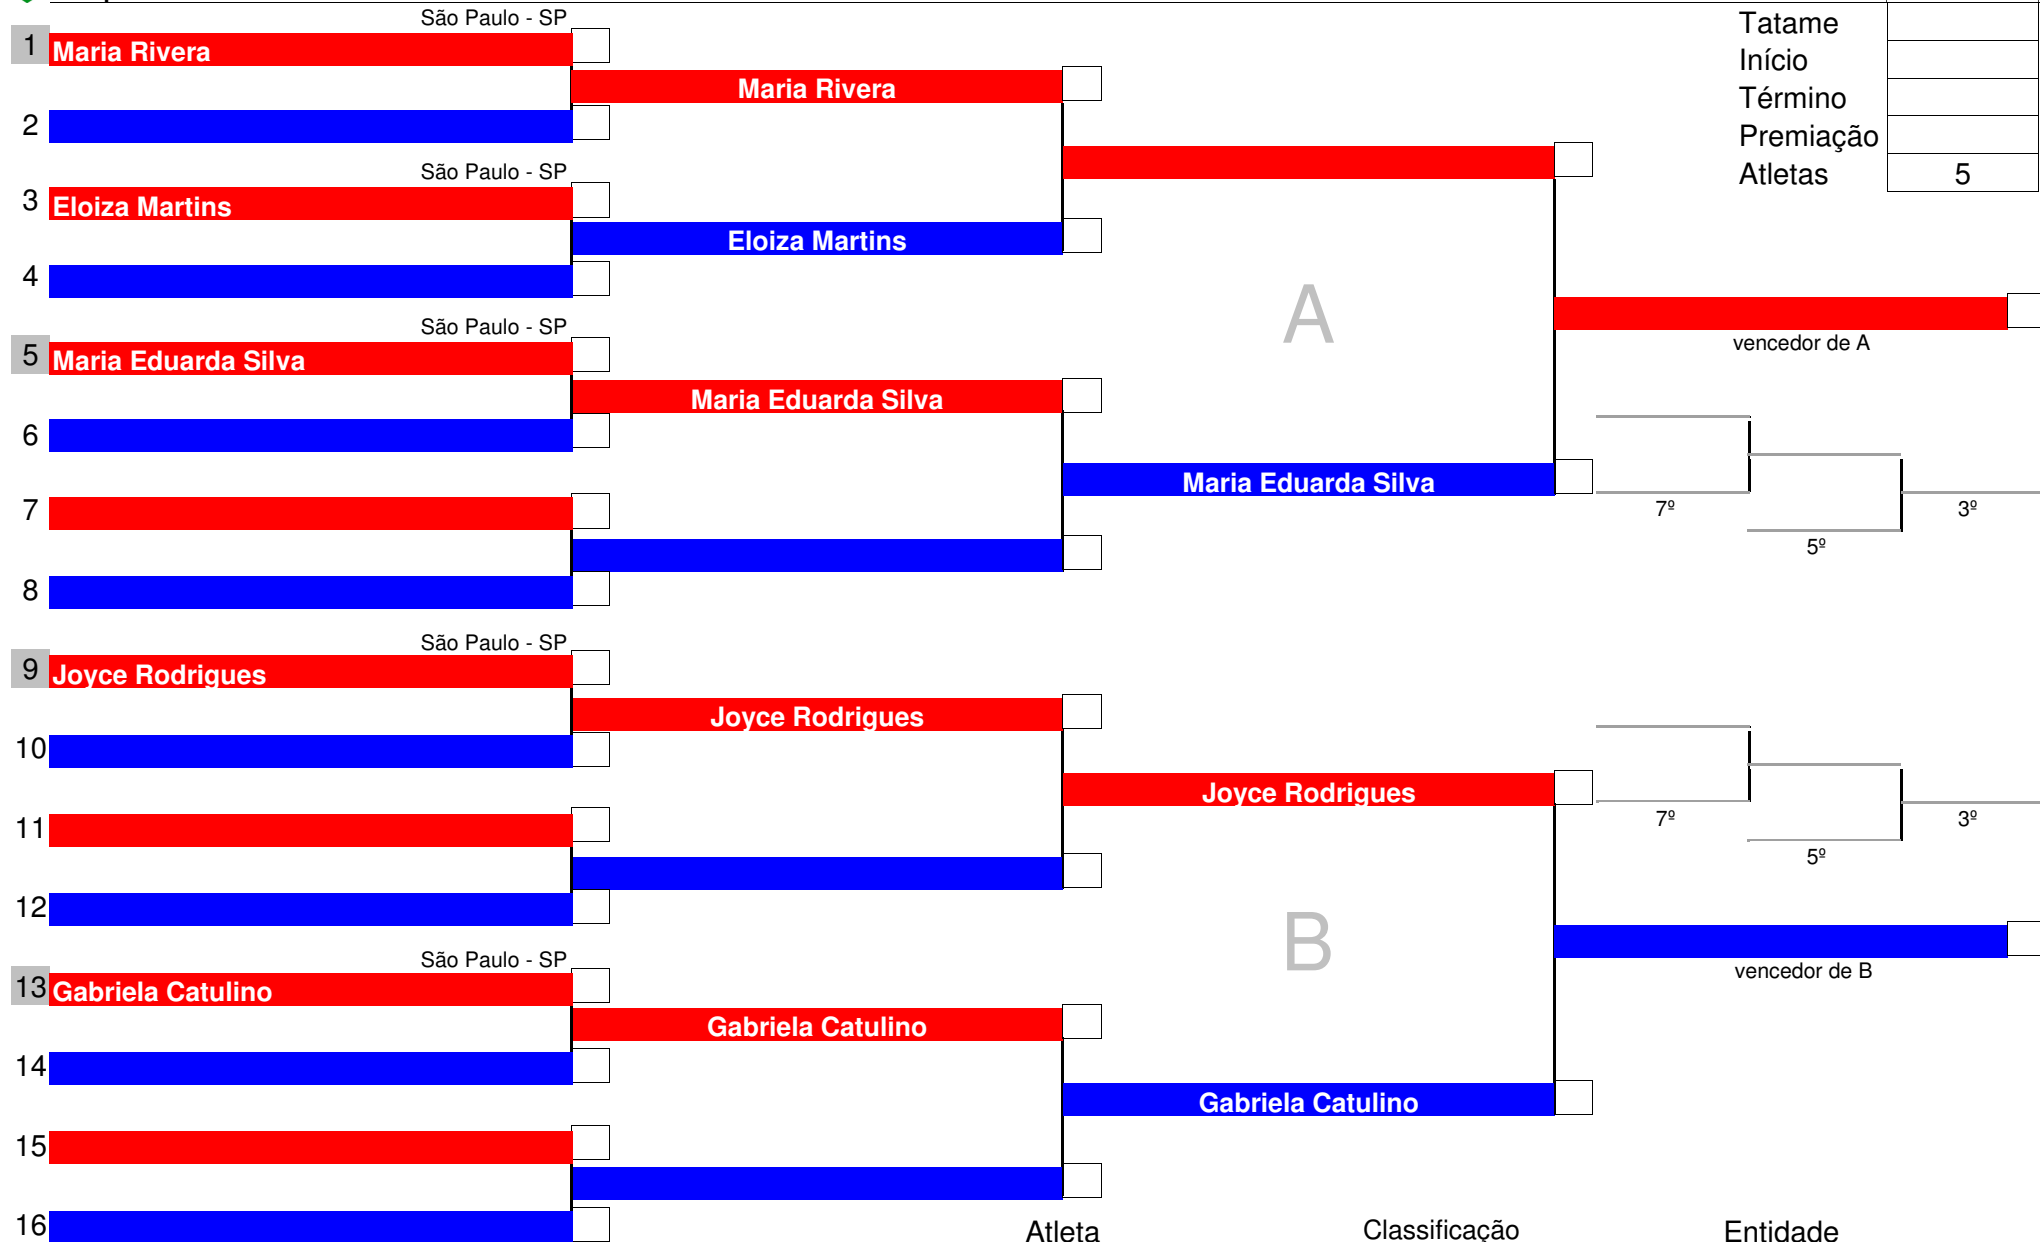 São Paulo - SP
1 Maria Rivera
Maria Rivera
2
São Paulo - SP
3 Eloiza Martins
Eloiza Martins
4
São Paulo - SP
5 Maria Eduarda Silva
Maria Eduarda Silva
6
7
8
São Paulo - SP
9 Joyce Rodrigues
Joyce Rodrigues
10
11
12
São Paulo - SP
13 Gabriela Catulino
Gabriela Catulino
14
15
16
A
Maria Eduarda Silva
Joyce Rodrigues
B
Gabriela Catulino
Tatame
Início
Término
Premiação
Atletas 5
vencedor de A
7º
3º
5º
7º
3º
5º
vencedor de B
Atleta Classificação Entidade